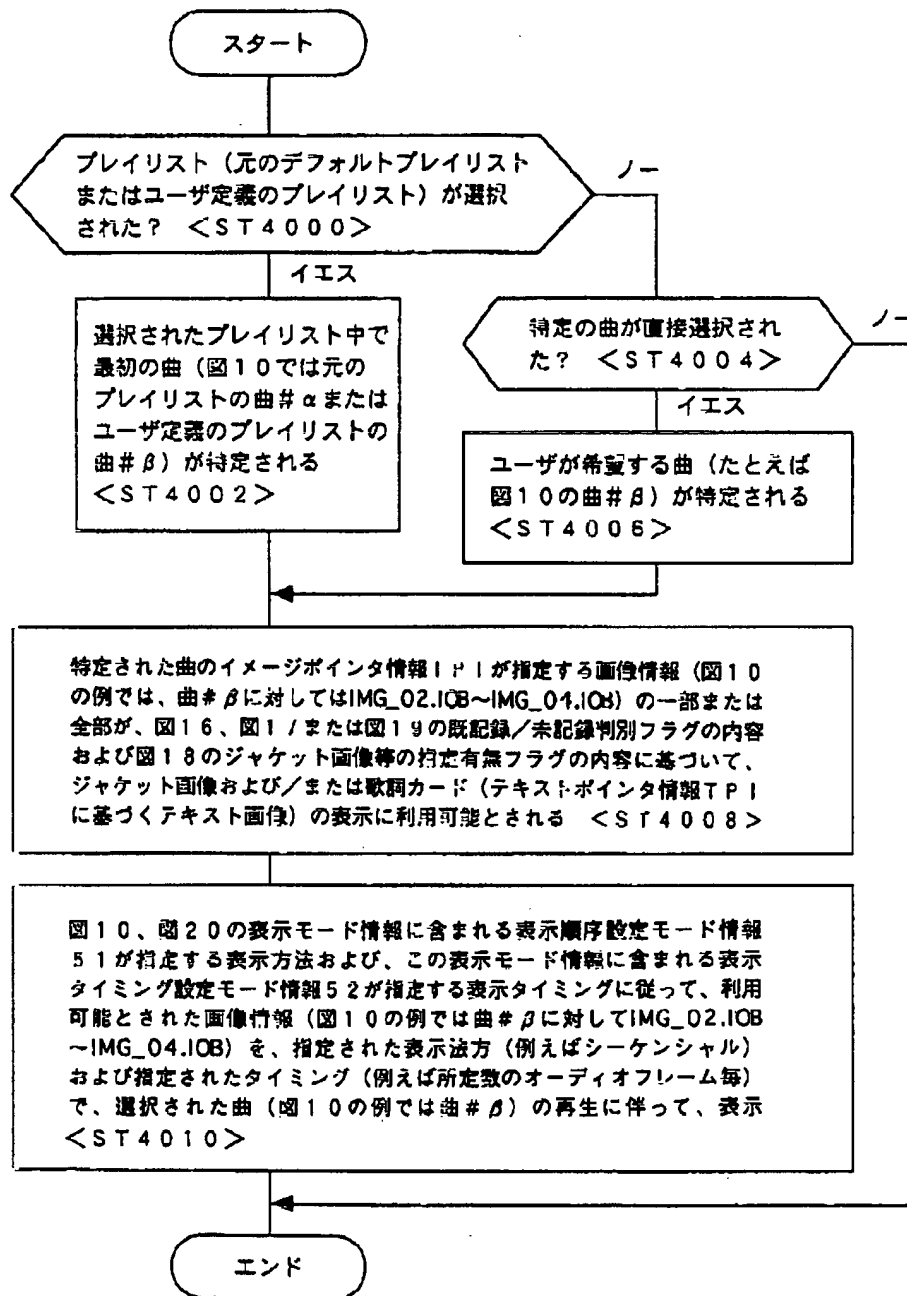 スタート
プレイリスト（元のデフォルトプレイリスト
またはユーザ定義のプレイリスト）が選択
された？ ＜ＳＴ４０００＞
ノー
イエス
選択されたプレイリスト中で
最初の曲（図１０では元の
プレイリストの曲＃αまたは
ユーザ定義のプレイリストの
曲＃β）が特定される
＜ＳＴ４００２＞
特定の曲が直接選択され
た？ ＜ＳＴ４００４＞
ノー
イエス
ユーザが希望する曲（たとえば
図１０の曲＃β）が特定される
＜ＳＴ４００６＞
特定された曲のイメージポインタ情報ＩＰＩが指定する画像情報（図１０
の例では、曲＃βに対してはIMG_02.IOB～IMG_04.IOB）の一部または
全部が、図１６、図１７または図１９の既記録／未記録判別フラグの内容
および図１８のジャケット画像等の指定有無フラグの内容に基づいて、
ジャケット画像および／または歌詞カード（テキストポインタ情報ＴＰＩ
に基づくテキスト画像）の表示に利用可能とされる ＜ＳＴ４００８＞
図１０、図２０の表示モード情報に含まれる表示順序設定モード情報
５１が指定する表示方法および、この表示モード情報に含まれる表示
タイミング設定モード情報５２が指定する表示タイミングに従って、利用
可能とされた画像情報（図１０の例では曲＃βに対してIMG_02.IOB
～IMG_04.IOB）を、指定された表示法方（例えばシーケンシャル）
および指定されたタイミング（例えば所定数のオーディオフレーム毎）
で、選択された曲（図１０の例では曲＃β）の再生に伴って、表示
＜ＳＴ４０１０＞
エンド